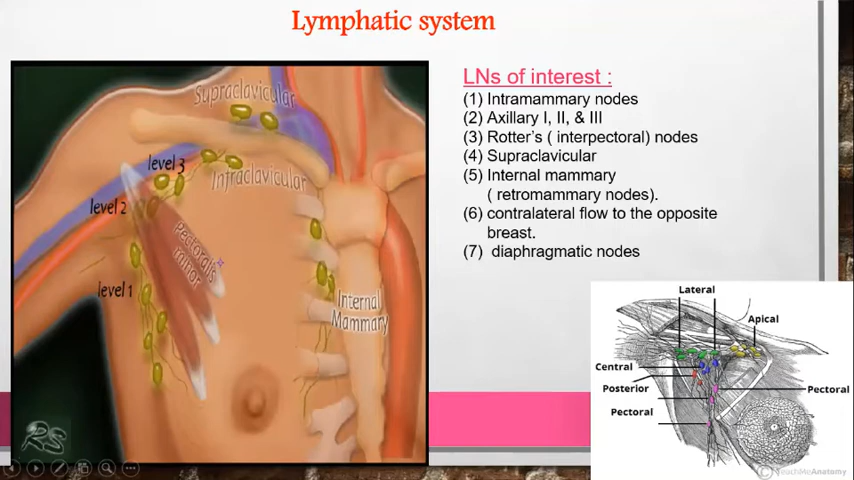 Lymphatic system
Supraclavicular
level 3
Infraclavicular
level 2
Pectoralis
minor
level 1
Internal
Mammary
RS
LNs of interest :
(1) Intramammary nodes
(2) Axillary I, II, & III
(3) Rotter's ( interpectoral) nodes
(4) Supraclavicular
(5) Internal mammary
( retromammary nodes).
(6) contralateral flow to the opposite
breast.
(7) diaphragmatic nodes
Lateral
Apical
Central
Posterior
Pectoral
Pectoral
TeachMeAnatomy